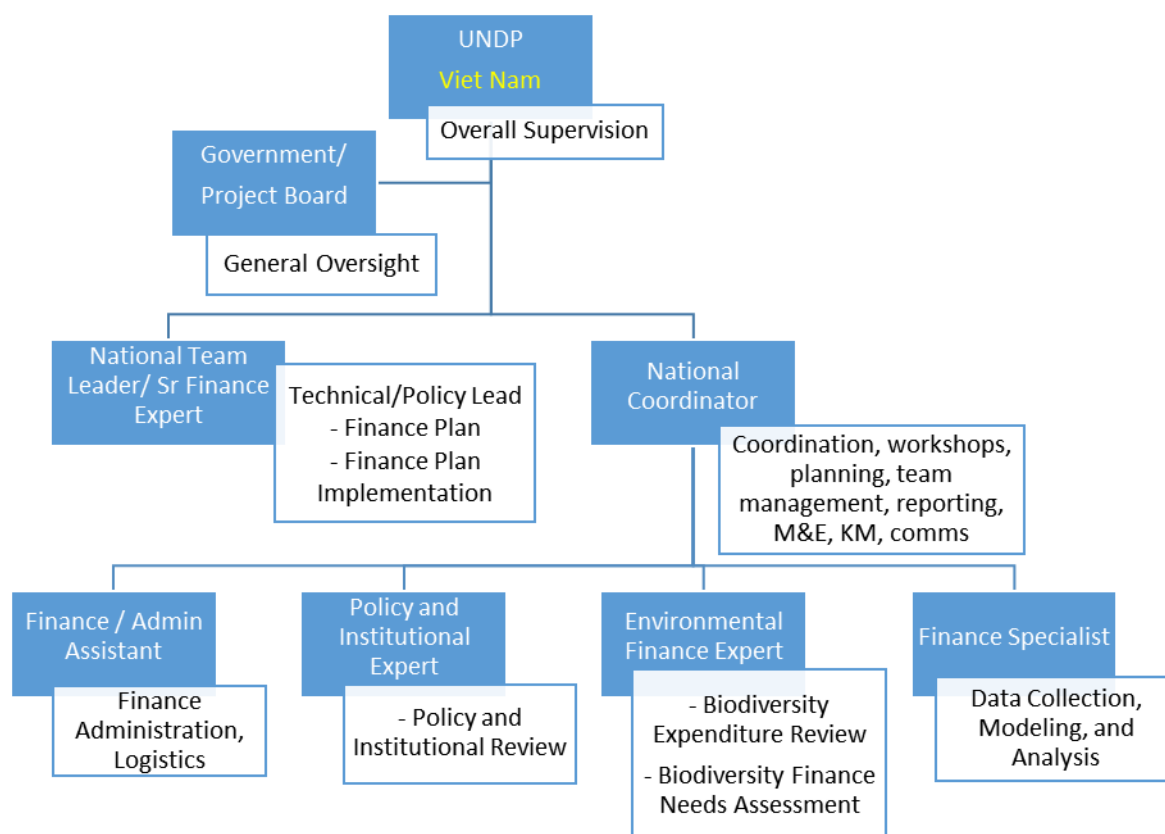 UNDP
Viet Nam
Overall Supervision
Government/
Project Board
General Oversight
National Team
Leader/ Sr Finance
Expert
Technical/Policy Lead
- Finance Plan
- Finance Plan
Implementation
National
Coordinator
Coordination, workshops,
planning, team
management, reporting,
M&E, KM, comms
Finance / Admin
Assistant
Finance
Administration,
Logistics
Policy and
Institutional
Expert
- Policy and
Institutional Review
Environmental
Finance Expert
- Biodiversity
Expenditure Review
- Biodiversity Finance
Needs Assessment
Finance Specialist
Data Collection,
Modeling, and
Analysis